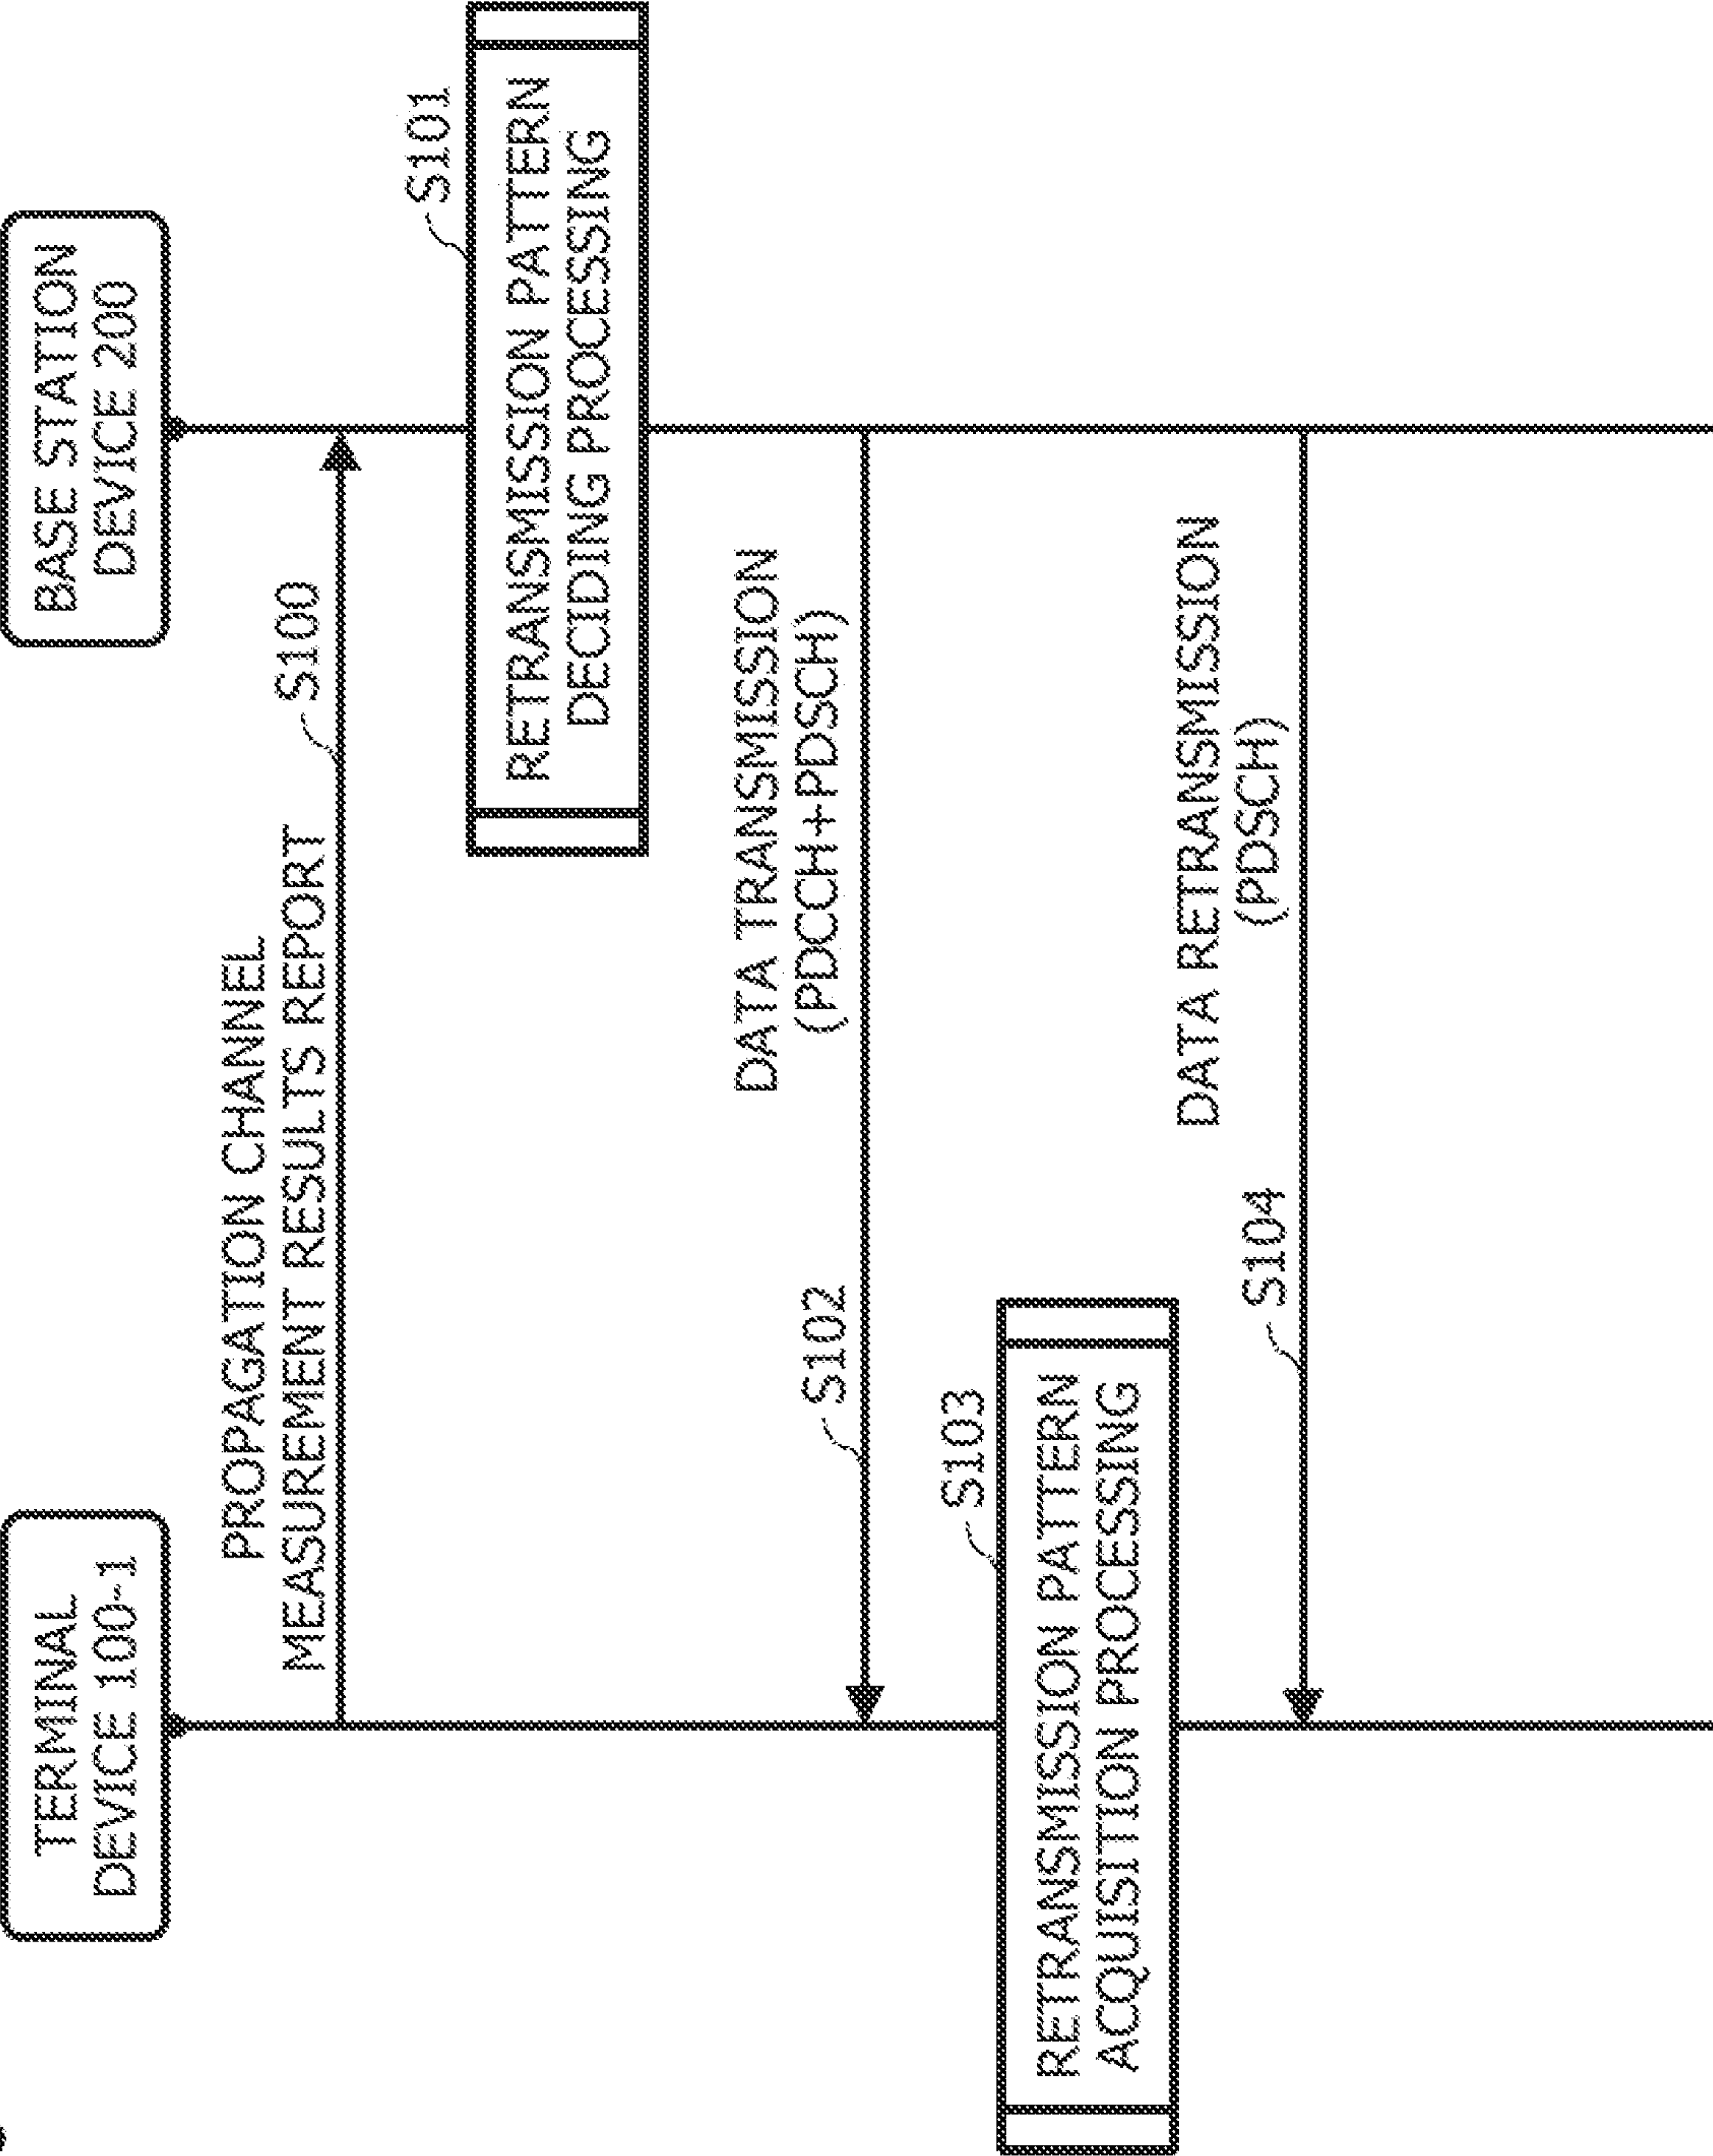 TERMINAL
DEVICE 100-1
BASE STATION
DEVICE 200
PROPAGATION CHANNEL
MEASUREMENT RESULTS REPORT
S100
S101
RETRANSMISSION PATTERN
DECIDING PROCESSING
DATA TRANSMISSION
(PDCCH+PDSCH)
S102
S103
RETRANSMISSION PATTERN
ACQUISITION PROCESSING
DATA RETRANSMISSION
(PDSCH)
S104